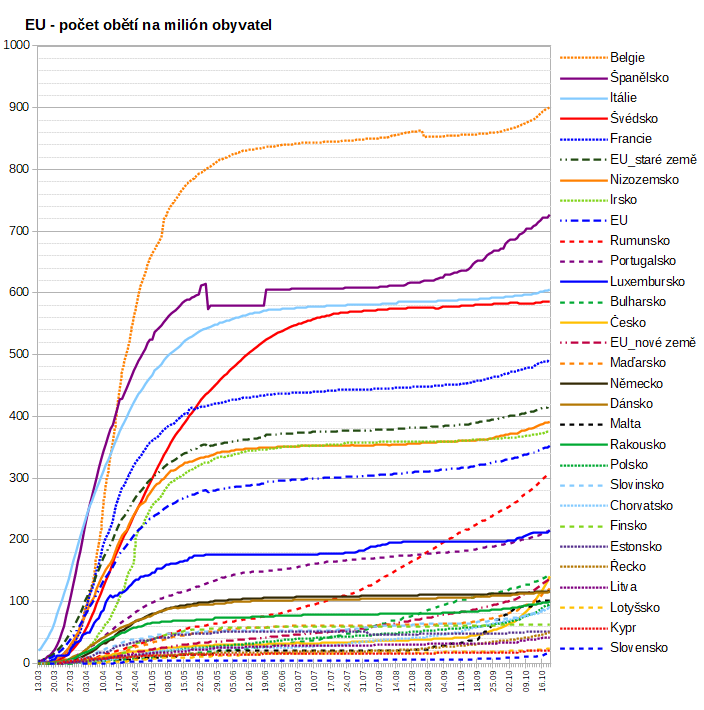 EU - počet obětí na milión obyvatel
1000
900
800
700
600
500
400
300
200
100
0
13.03
20.03
27.03
03.04
10.04
17.04
24.04
01.05
08.05
15.05
22.05
29.05
05.06
12.06
19.06
26.06
03.07
10.07
17.07
24.07
31.07
07.08
14.08
21.08
28.08
04.09
11.09
18.09
25.09
02.10
09.10
16.10
Belgie
Španělsko
Itálie
Švédsko
Francie
EU_staré země
Nizozemsko
Irsko
EU
Rumunsko
Portugalsko
Luxembursko
Bulharsko
Česko
EU_nové země
Maďarsko
Německo
Dánsko
Malta
Rakousko
Polsko
Slovinsko
Chorvatsko
Finsko
Estonsko
Řecko
Litva
Lotyšsko
Kypr
Slovensko